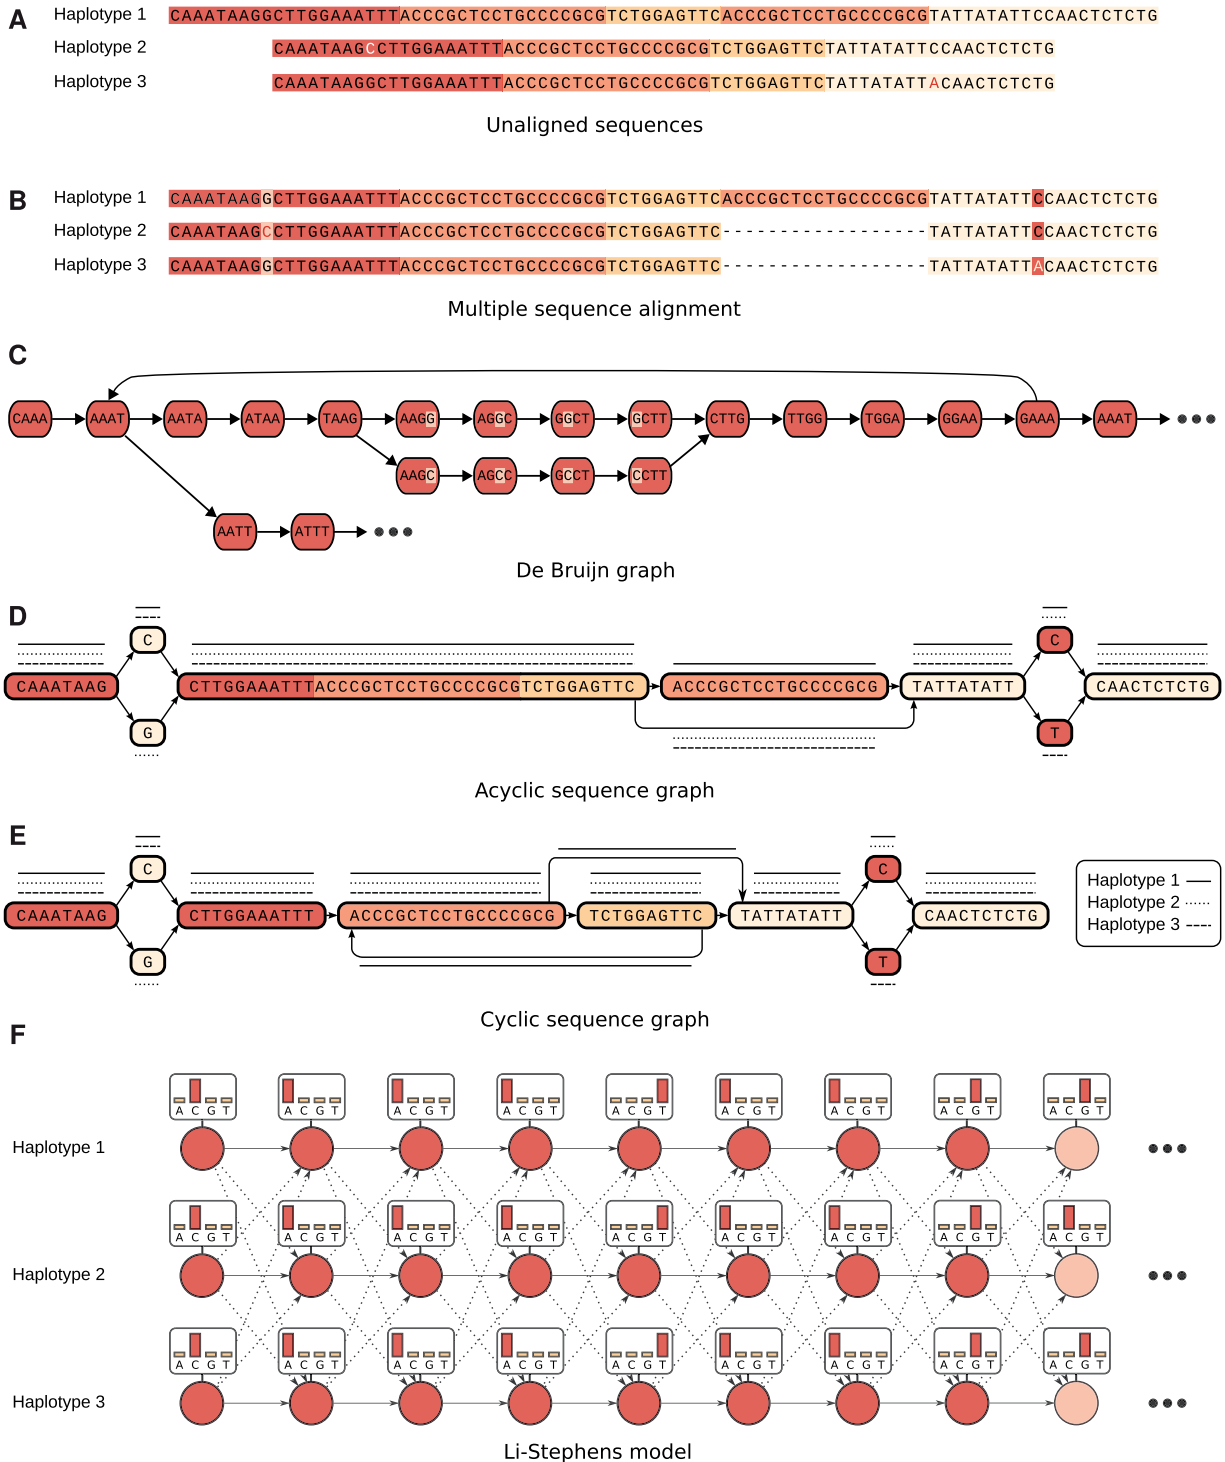 A
Haplotype 1 CAAATAAGGCTTGGAAATTTACCCGCTCCTGCCCCGCGTCTGGAGTTCACCCGCTCCTGCCCCGCGTATTATATTCCAACTCTCTG
Haplotype 2 CAAATAAGCCTTGGAAATTTACCCGCTCCTGCCCCGCGTCTGGAGTTCTATTATATTCCAACTCTCTG
Haplotype 3 CAAATAAGGCTTGGAAATTTACCCGCTCCTGCCCCGCGTCTGGAGTTCTATTATATTACAACTCTCTG
Unaligned sequences
B
Haplotype 1 CAAATAAGGCTTGGAAATTTACCCGCTCCTGCCCCGCGTCTGGAGTTCACCCGCTCCTGCCCCGCGTATTATATTCCAACTCTCTG
Haplotype 2 CAAATAAGCCTTGGAAATTTACCCGCTCCTGCCCCGCGTCTGGAGTTC------------------TATTATATTCCAACTCTCTG
Haplotype 3 CAAATAAGGCTTGGAAATTTACCCGCTCCTGCCCCGCGTCTGGAGTTC------------------TATTATATTACAACTCTCTG
Multiple sequence alignment
C
CAAA AAAT AATA ATAA TAAG AAGG AGGC GGCT GCTT CTTG TTGG TGGA GGAA GAAA AAAT
AAGC AGCC GCCT CCTT
AATT ATTT
De Bruijn graph
D
C C
CAAATAAG CTTGGAAATTTACCCGCTCCTGCCCCGCGTCTGGAGTTC ACCCGCTCCTGCCCCGCG TATTATATT CAACTCTCTG
G T
Acyclic sequence graph
E
C C
CAAATAAG CTTGGAAATTT ACCCGCTCCTGCCCCGCG TCTGGAGTTC TATTATATT CAACTCTCTG
G T
Haplotype 1
Haplotype 2
Haplotype 3
Cyclic sequence graph
F
A C G T A C G T A C G T A C G T A C G T A C G T A C G T A C G T A C G T
Haplotype 1
A C G T A C G T A C G T A C G T A C G T A C G T A C G T A C G T A C G T
Haplotype 2
A C G T A C G T A C G T A C G T A C G T A C G T A C G T A C G T A C G T
Haplotype 3
Li-Stephens model